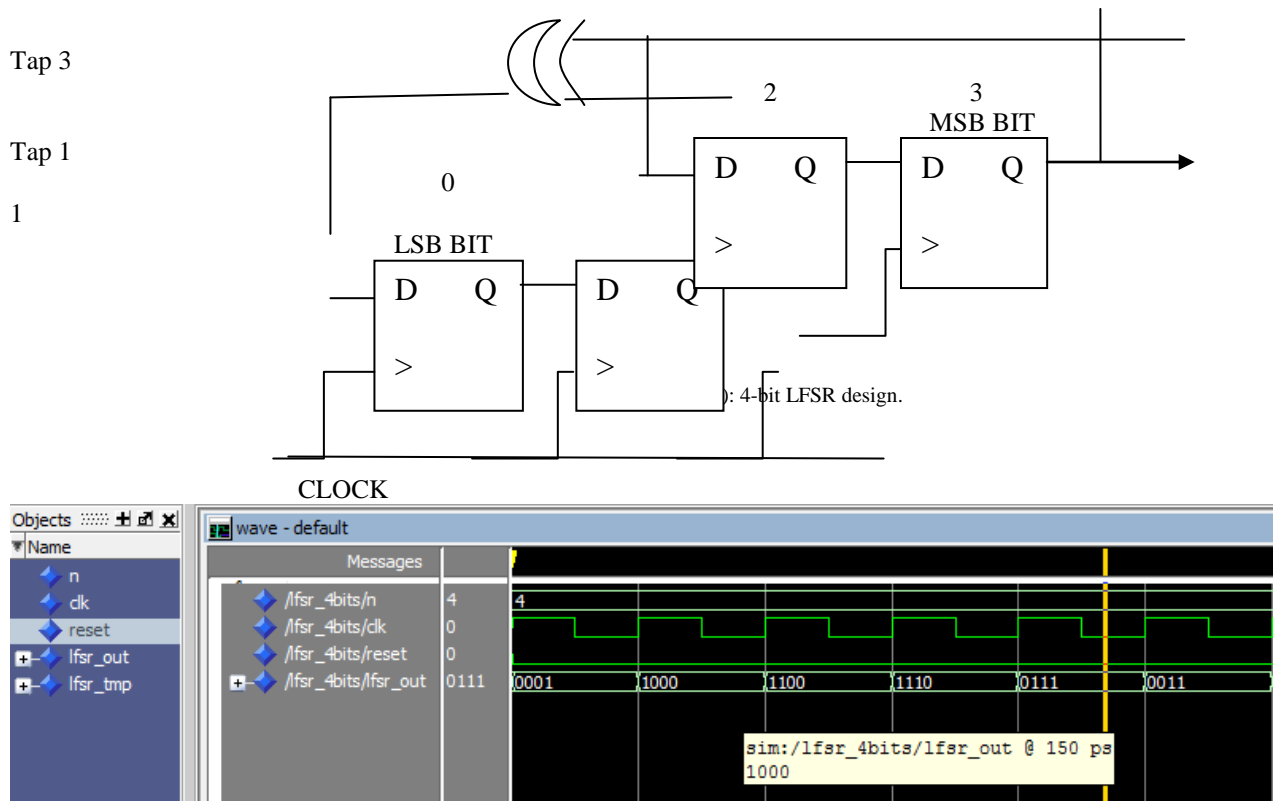 Tap 3
2
3
MSB BIT
Tap 1
0
D Q
D Q
1
>
>
LSB BIT
D Q
D Q
>
>
): 4-bit LFSR design.
CLOCK
Objects
Name
n
clk
reset
lfsr_out
lfsr_tmp
wave - default
Messages
/lfsr_4bits/n 4 4
/lfsr_4bits/clk 0
/lfsr_4bits/reset 0
/lfsr_4bits/lfsr_out 0111 0001 1000 1100 1110 0111 0011
sim:/lfsr_4bits/lfsr_out @ 150 ps
1000